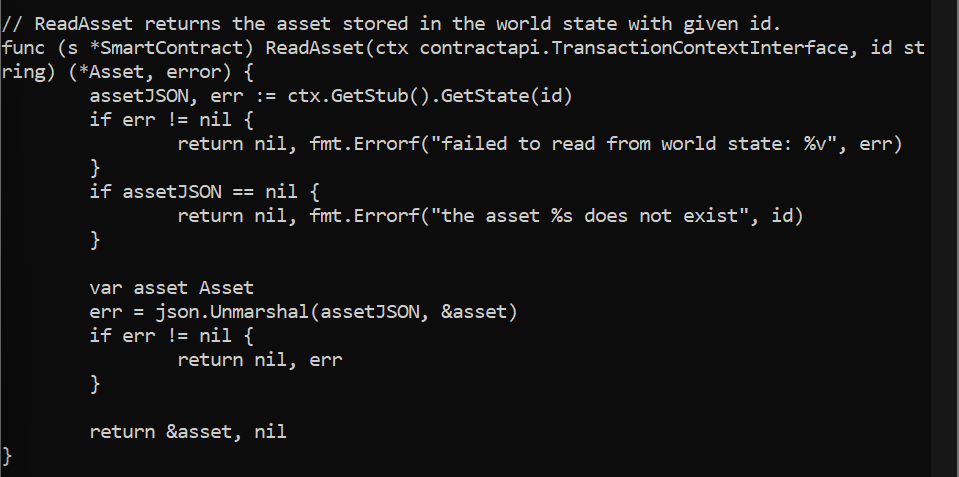 // ReadAsset returns the asset stored in the world state with given id.
func (s *SmartContract) ReadAsset(ctx contractapi.TransactionContextInterface, id st
ring) (*Asset, error) {
        assetJSON, err := ctx.GetStub().GetState(id)
        if err != nil {
                return nil, fmt.Errorf("failed to read from world state: %v", err)
        }
        if assetJSON == nil {
                return nil, fmt.Errorf("the asset %s does not exist", id)
        }

        var asset Asset
        err = json.Unmarshal(assetJSON, &asset)
        if err != nil {
                return nil, err
        }

        return &asset, nil
}